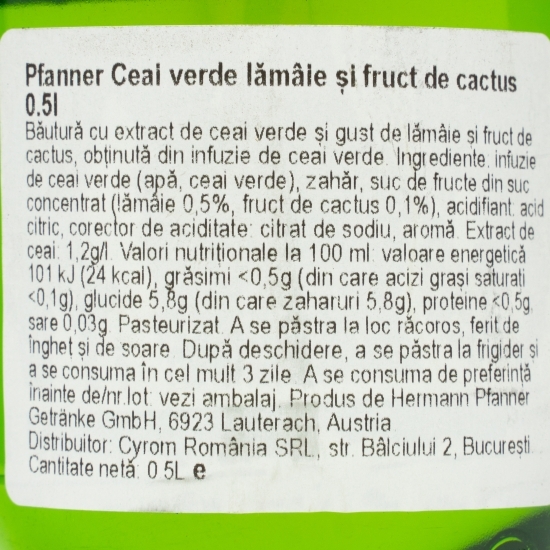 Pfanner Ceai verde lămâie și fruct de cactus
0.5l
Băutură cu extract de ceai verde și gust de lămâie și fruct de
cactus, obținută din infuzie de ceai verde. Ingrediente: infuzie
de ceai verde (apă, ceai verde), zahăr, suc de fructe din suc
concentrat (lămâie 0,5%, fruct de cactus 0,1%), acidifiant: acid
citric, corector de aciditate: citrat de sodiu, aromă. Extract de
ceai: 1,2g/l. Valori nutriționale la 100 ml: valoare energetică
101 kJ (24 kcal), grăsimi <0,5g (din care acizi grași saturați
<0,1g), glucide 5,8g (din care zaharuri 5,8g), proteine <0,5g,
sare 0,03g. Pasteurizat. A se păstra la loc răcoros, ferit de
îngheț și de soare. După deschidere, a se păstra la frigider și
a se consuma în cel mult 3 zile. A se consuma de preferință
înainte de/nr.lot: vezi ambalaj. Produs de Hermann Pfanner
Getränke GmbH, 6923 Lauterach, Austria.
Distribuitor: Cyrom România SRL, str. Bâlciului 2, București.
Cantitate netă: 0.5L e